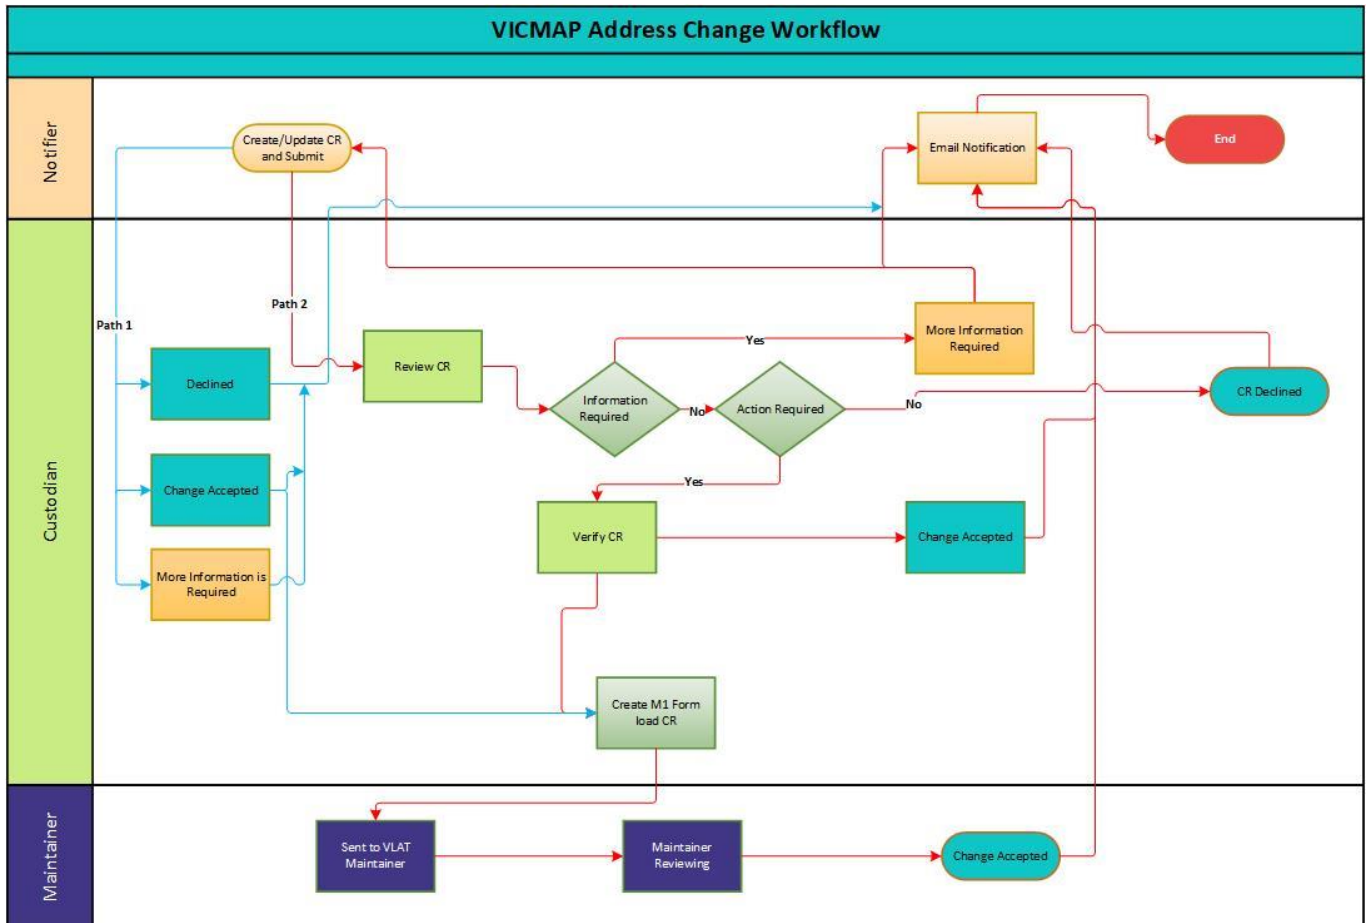 VICMAP Address Change Workflow
Notifier
Create/Update CR
and Submit
Email Notification
End
Custodian
Path 1
Path 2
Declined
Change Accepted
More Information is
Required
Review CR
Information
Required
Yes
No
Action Required
No
Yes
More Information
Required
CR Declined
Verify CR
Change Accepted
Create M1 Form
load CR
Maintainer
Sent to VLAT
Maintainer
Maintainer
Reviewing
Change Accepted